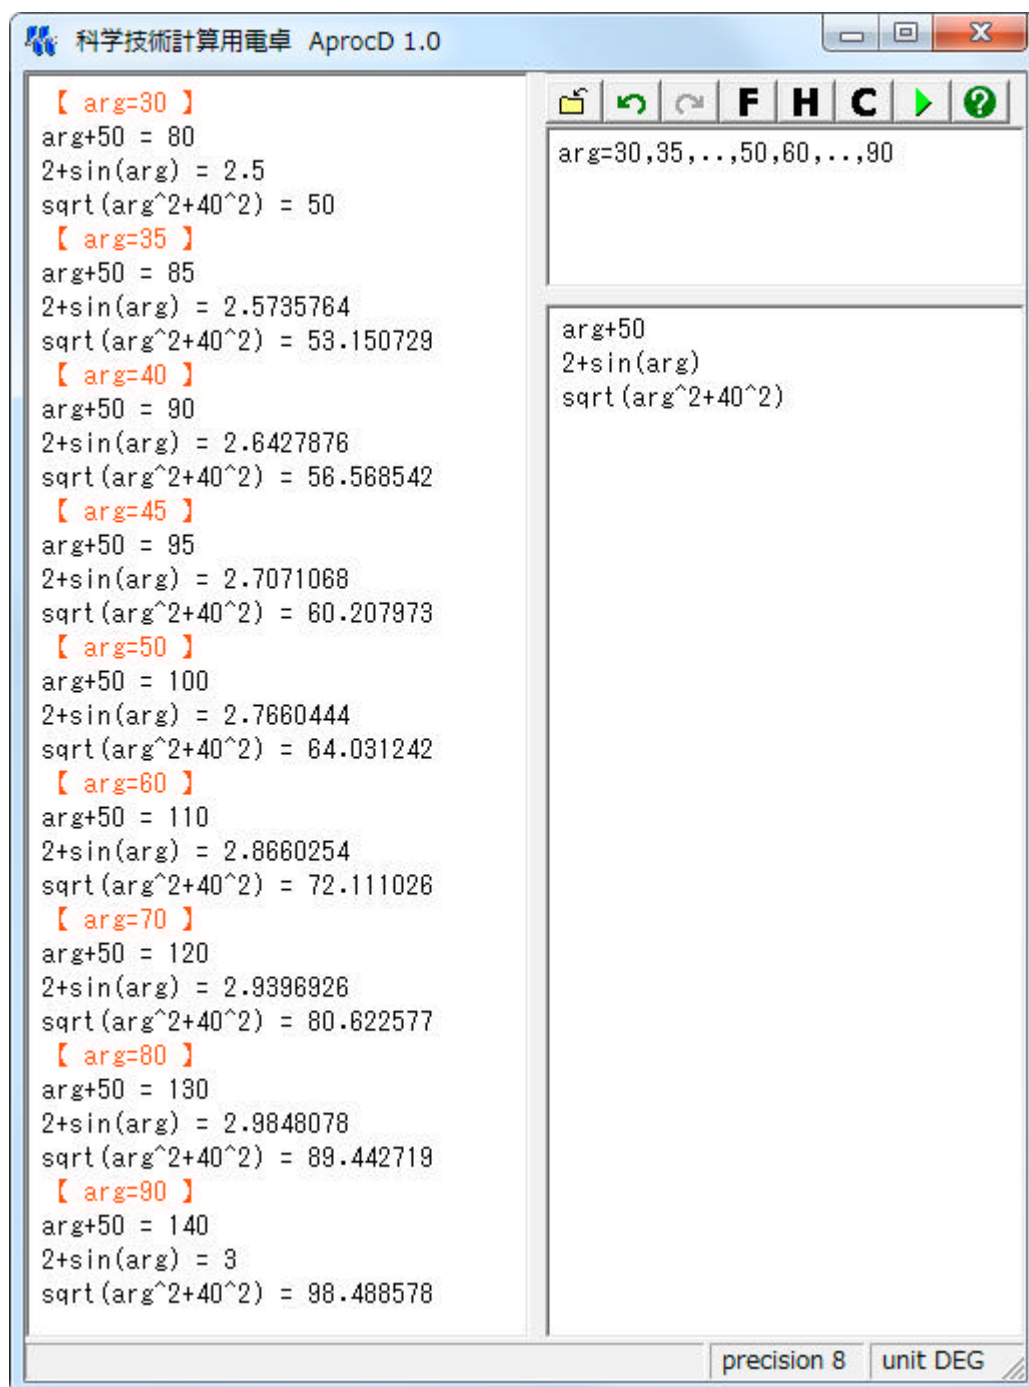 科学技術計算用電卓 AprocD 1.0
【 arg=30 】
arg+50 = 80
2+sin(arg) = 2.5
sqrt(arg^2+40^2) = 50
【 arg=35 】
arg+50 = 85
2+sin(arg) = 2.5735764
sqrt(arg^2+40^2) = 53.150729
【 arg=40 】
arg+50 = 90
2+sin(arg) = 2.6427876
sqrt(arg^2+40^2) = 56.568542
【 arg=45 】
arg+50 = 95
2+sin(arg) = 2.7071068
sqrt(arg^2+40^2) = 60.207973
【 arg=50 】
arg+50 = 100
2+sin(arg) = 2.7660444
sqrt(arg^2+40^2) = 64.031242
【 arg=60 】
arg+50 = 110
2+sin(arg) = 2.8660254
sqrt(arg^2+40^2) = 72.111026
【 arg=70 】
arg+50 = 120
2+sin(arg) = 2.9396926
sqrt(arg^2+40^2) = 80.622577
【 arg=80 】
arg+50 = 130
2+sin(arg) = 2.9848078
sqrt(arg^2+40^2) = 89.442719
【 arg=90 】
arg+50 = 140
2+sin(arg) = 3
sqrt(arg^2+40^2) = 98.488578
F H C
arg=30,35,..,50,60,..,90
arg+50
2+sin(arg)
sqrt(arg^2+40^2)
precision 8 unit DEG